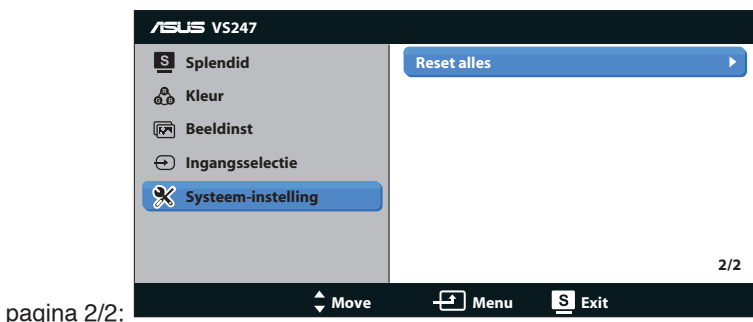 ASUS VS247
S Splendid
Reset alles
R G B Kleur
Beeldinst
Ingangsselectie
Systeem-instelling
2/2
Move
Menu
S Exit
pagina 2/2: